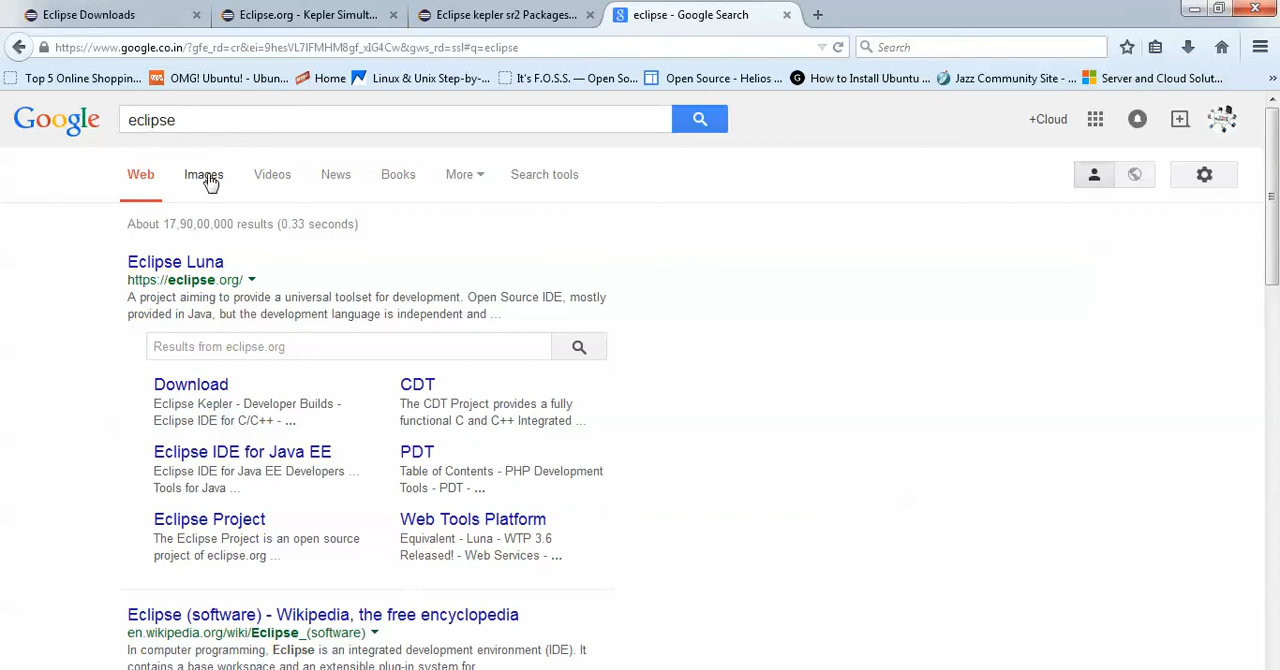 Eclipse Downloads
Eclipse.org - Kepler Simult...
Eclipse kepler sr2 Packages...
eclipse - Google Search
https://www.google.co.in/?gfe_rd=cr&ei=9hesVL7IFMHM8gf_xIG4Cw&gws_rd=ssl#q=eclipse
Search
Top 5 Online Shoppin...
OMG! Ubuntu! - Ubun...
Home
Linux & Unix Step-by-...
It's F.O.S.S. — Open So...
Open Source - Helios ...
How to Install Ubuntu ...
Jazz Community Site - ...
Server and Cloud Solut...
Google
eclipse
+Cloud
Web
Images
Videos
News
Books
More
Search tools
About 17,90,00,000 results (0.33 seconds)
Eclipse Luna
https://eclipse.org/
A project aiming to provide a universal toolset for development. Open Source IDE, mostly
provided in Java, but the development language is independent and ...
Results from eclipse.org
Download
Eclipse Kepler - Developer Builds -
Eclipse IDE for C/C++ - ...
CDT
The CDT Project provides a fully
functional C and C++ Integrated ...
Eclipse IDE for Java EE
Eclipse IDE for Java EE Developers ...
Tools for Java ...
PDT
Table of Contents - PHP Development
Tools - PDT - ...
Eclipse Project
The Eclipse Project is an open source
project of eclipse.org ...
Web Tools Platform
Equivalent - Luna - WTP 3.6
Released! - Web Services - ...
Eclipse (software) - Wikipedia, the free encyclopedia
en.wikipedia.org/wiki/Eclipse_(software)
In computer programming, Eclipse is an integrated development environment (IDE). It
contains a base workspace and an extensible plug-in system for